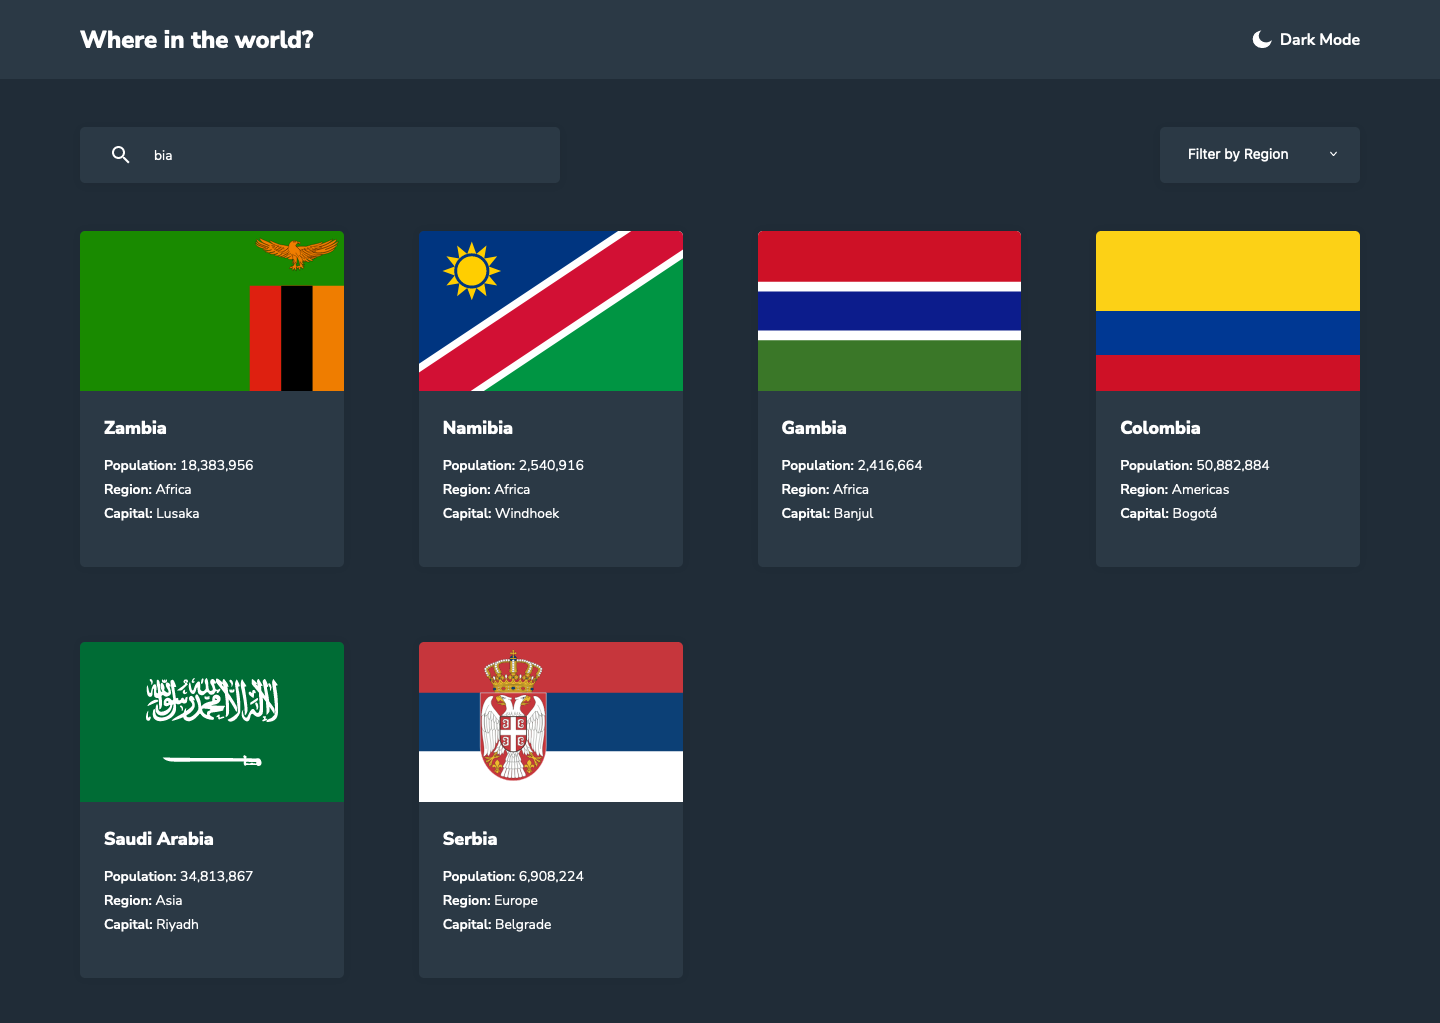 Where in the world?
Dark Mode
bia
Filter by Region
Zambia
Population: 18,383,956
Region: Africa
Capital: Lusaka
Namibia
Population: 2,540,916
Region: Africa
Capital: Windhoek
Gambia
Population: 2,416,664
Region: Africa
Capital: Banjul
Colombia
Population: 50,882,884
Region: Americas
Capital: Bogotá
لا إله إلا الله محمد رسول الله
Saudi Arabia
Population: 34,813,867
Region: Asia
Capital: Riyadh
Serbia
Population: 6,908,224
Region: Europe
Capital: Belgrade